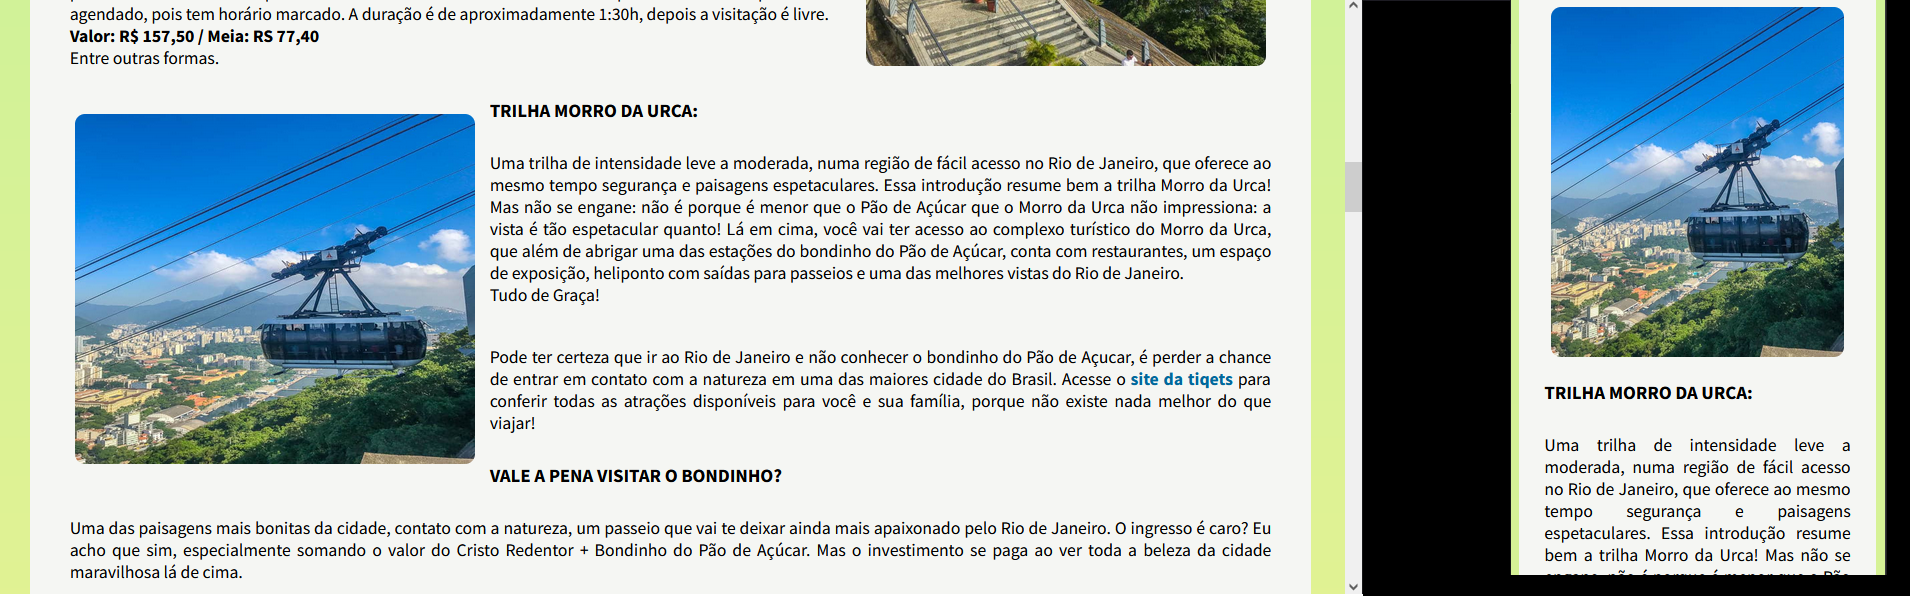 agendado, pois tem horário marcado. A duração é de aproximadamente 1:30h, depois a visitação é livre.
Valor: R$ 157,50 / Meia: RS 77,40
Entre outras formas.
TRILHA MORRO DA URCA:
Uma trilha de intensidade leve a moderada, numa região de fácil acesso no Rio de Janeiro, que oferece ao
mesmo tempo segurança e paisagens espetaculares. Essa introdução resume bem a trilha Morro da Urca!
Mas não se engane: não é porque é menor que o Pão de Açúcar que o Morro da Urca não impressiona: a
vista é tão espetacular quanto! Lá em cima, você vai ter acesso ao complexo turístico do Morro da Urca,
que além de abrigar uma das estações do bondinho do Pão de Açúcar, conta com restaurantes, um espaço
de exposição, heliponto com saídas para passeios e uma das melhores vistas do Rio de Janeiro.
Tudo de Graça!
Pode ter certeza que ir ao Rio de Janeiro e não conhecer o bondinho do Pão de Açucar, é perder a chance
de entrar em contato com a natureza em uma das maiores cidade do Brasil. Acesse o site da tiqets para
conferir todas as atrações disponíveis para você e sua família, porque não existe nada melhor do que
viajar!
VALE A PENA VISITAR O BONDINHO?
Uma das paisagens mais bonitas da cidade, contato com a natureza, um passeio que vai te deixar ainda mais apaixonado pelo Rio de Janeiro. O ingresso é caro? Eu
acho que sim, especialmente somando o valor do Cristo Redentor + Bondinho do Pão de Açúcar. Mas o investimento se paga ao ver toda a beleza da cidade
maravilhosa lá de cima.
TRILHA MORRO DA URCA:
Uma trilha de intensidade leve a
moderada, numa região de fácil acesso
no Rio de Janeiro, que oferece ao mesmo
tempo segurança e paisagens
espetaculares. Essa introdução resume
bem a trilha Morro da Urca! Mas não se